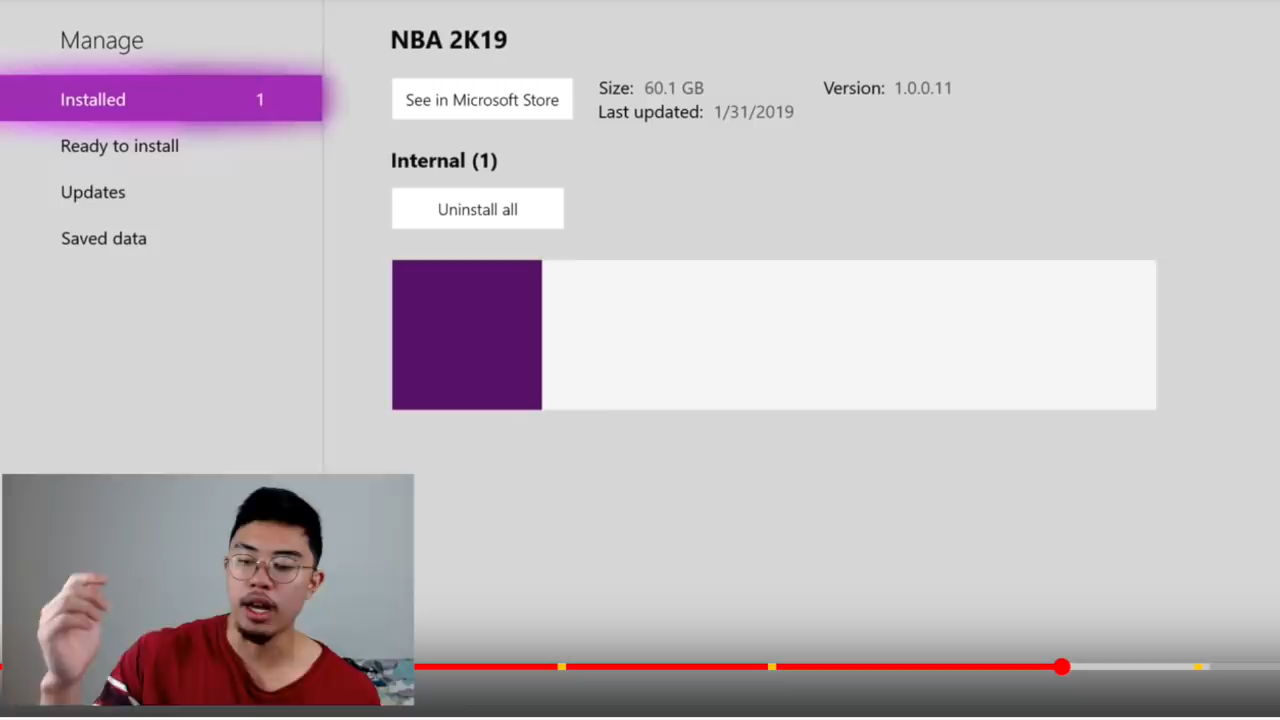 Manage
Installed 1
Ready to install
Updates
Saved data
NBA 2K19
See in Microsoft Store
Size: 60.1 GB
Last updated: 1/31/2019
Version: 1.0.0.11
Internal (1)
Uninstall all